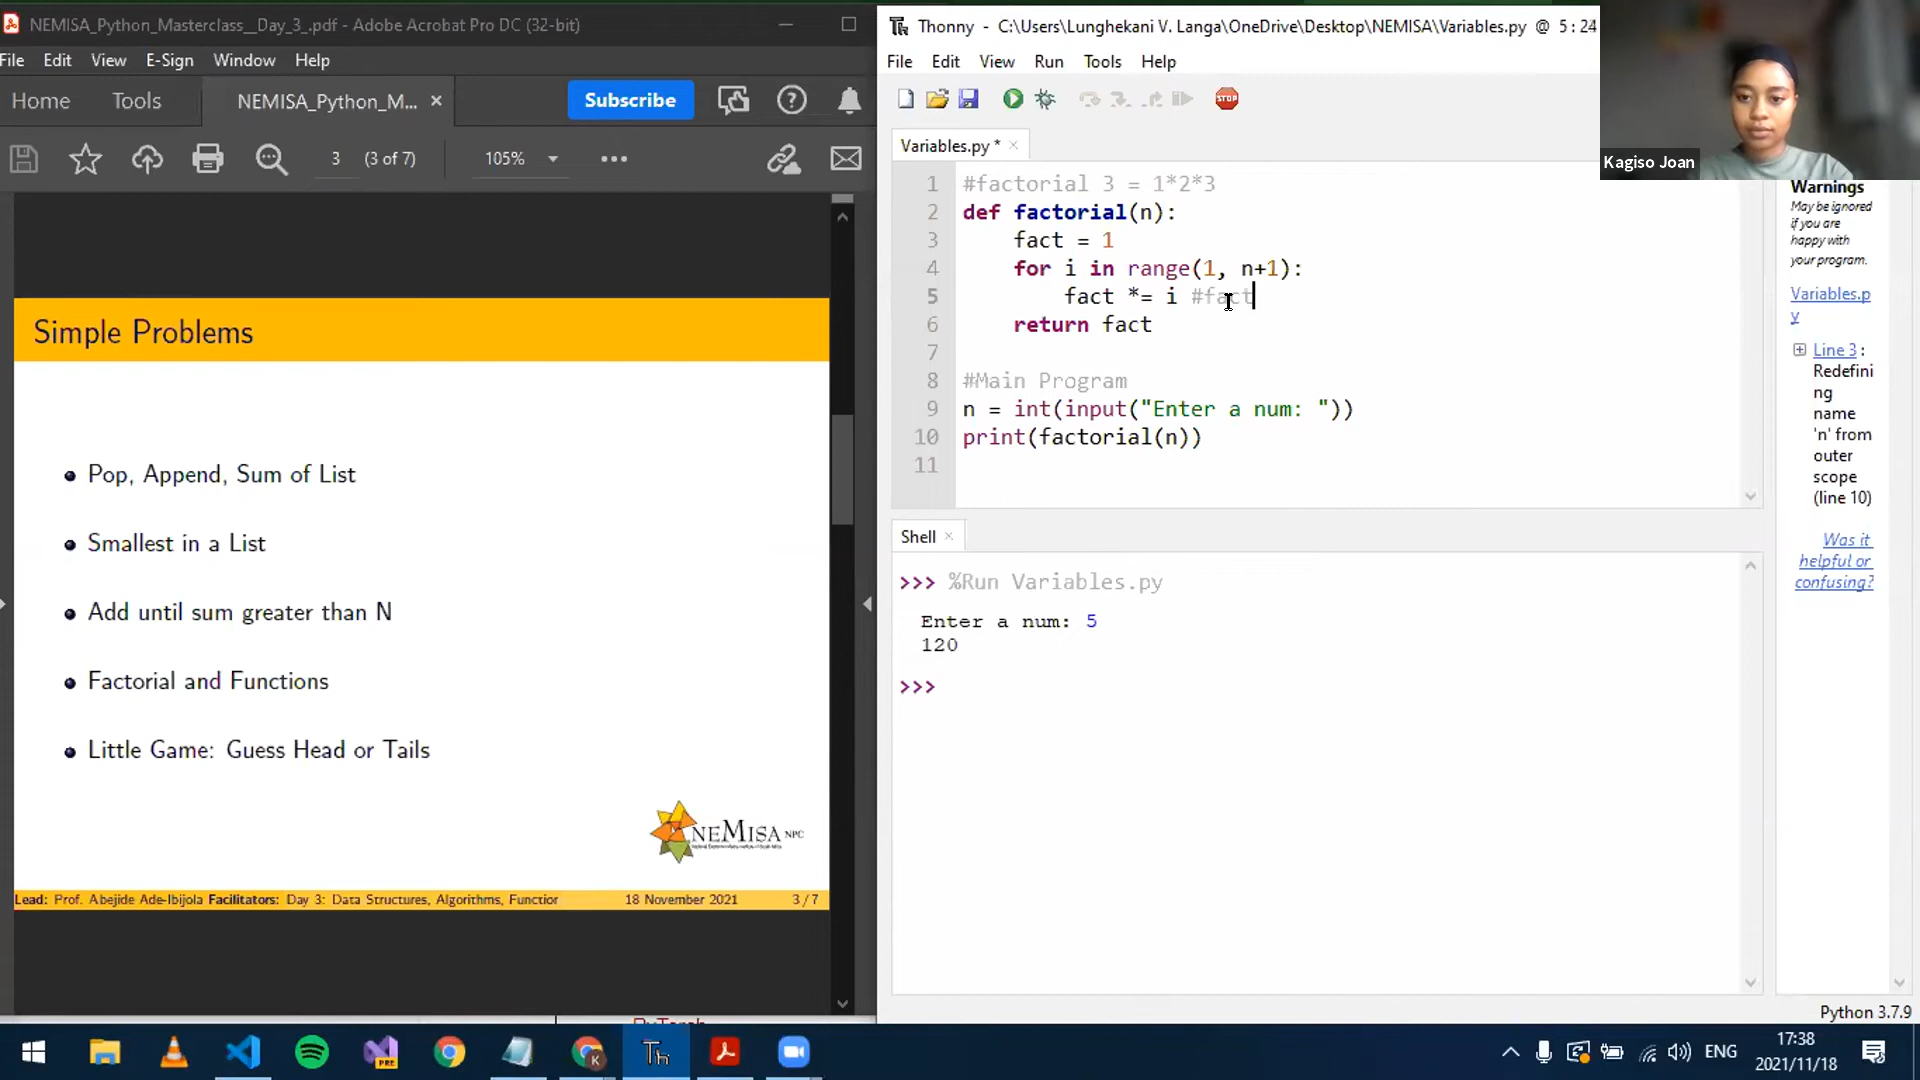 NEMISA_Python_Masterclass__Day_3_.pdf - Adobe Acrobat Pro DC (32-bit)
File Edit View E-Sign Window Help
Home Tools NEMISA_Python_M... ×
Subscribe
3 (3 of 7) 105%
Simple Problems
Pop, Append, Sum of List
Smallest in a List
Add until sum greater than N
Factorial and Functions
Little Game: Guess Head or Tails
NEMISA NPC
Lead: Prof. Abejide Ade-Ibijola Facilitators: Day 3: Data Structures, Algorithms, Function 18 November 2021 3 / 7
Thonny - C:\Users\Lunghekani V. Langa\OneDrive\Desktop\NEMISA\Variables.py @ 5:24
File Edit View Run Tools Help
STOP
Variables.py * ×
1 #factorial 3 = 1*2*3
2 def factorial(n):
3 fact = 1
4 for i in range(1, n+1):
5 fact *= i #fact
6 return fact
7
8 #Main Program
9 n = int(input("Enter a num: "))
10 print(factorial(n))
11
Shell ×
>>> %Run Variables.py
Enter a num: 5
120
>>>
Kagiso Joan
Warnings
May be ignored
if you are
happy with
your program.
Variables.p
y
Line 3 :
Redefini
ng
name
'n' from
outer
scope
(line 10)
Was it
helpful or
confusing?
Python 3.7.9
PRE
K
Th
ENG
17:38
2021/11/18